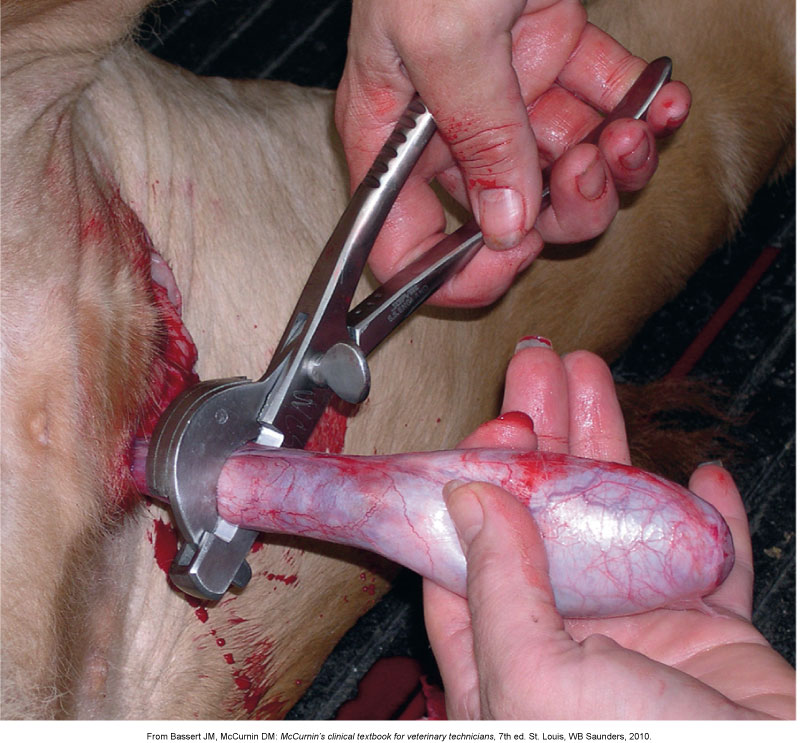 From Bassert JM, McCurnin DM: McCurnin's clinical textbook for veterinary technicians, 7th ed. St. Louis, WB Saunders, 2010.